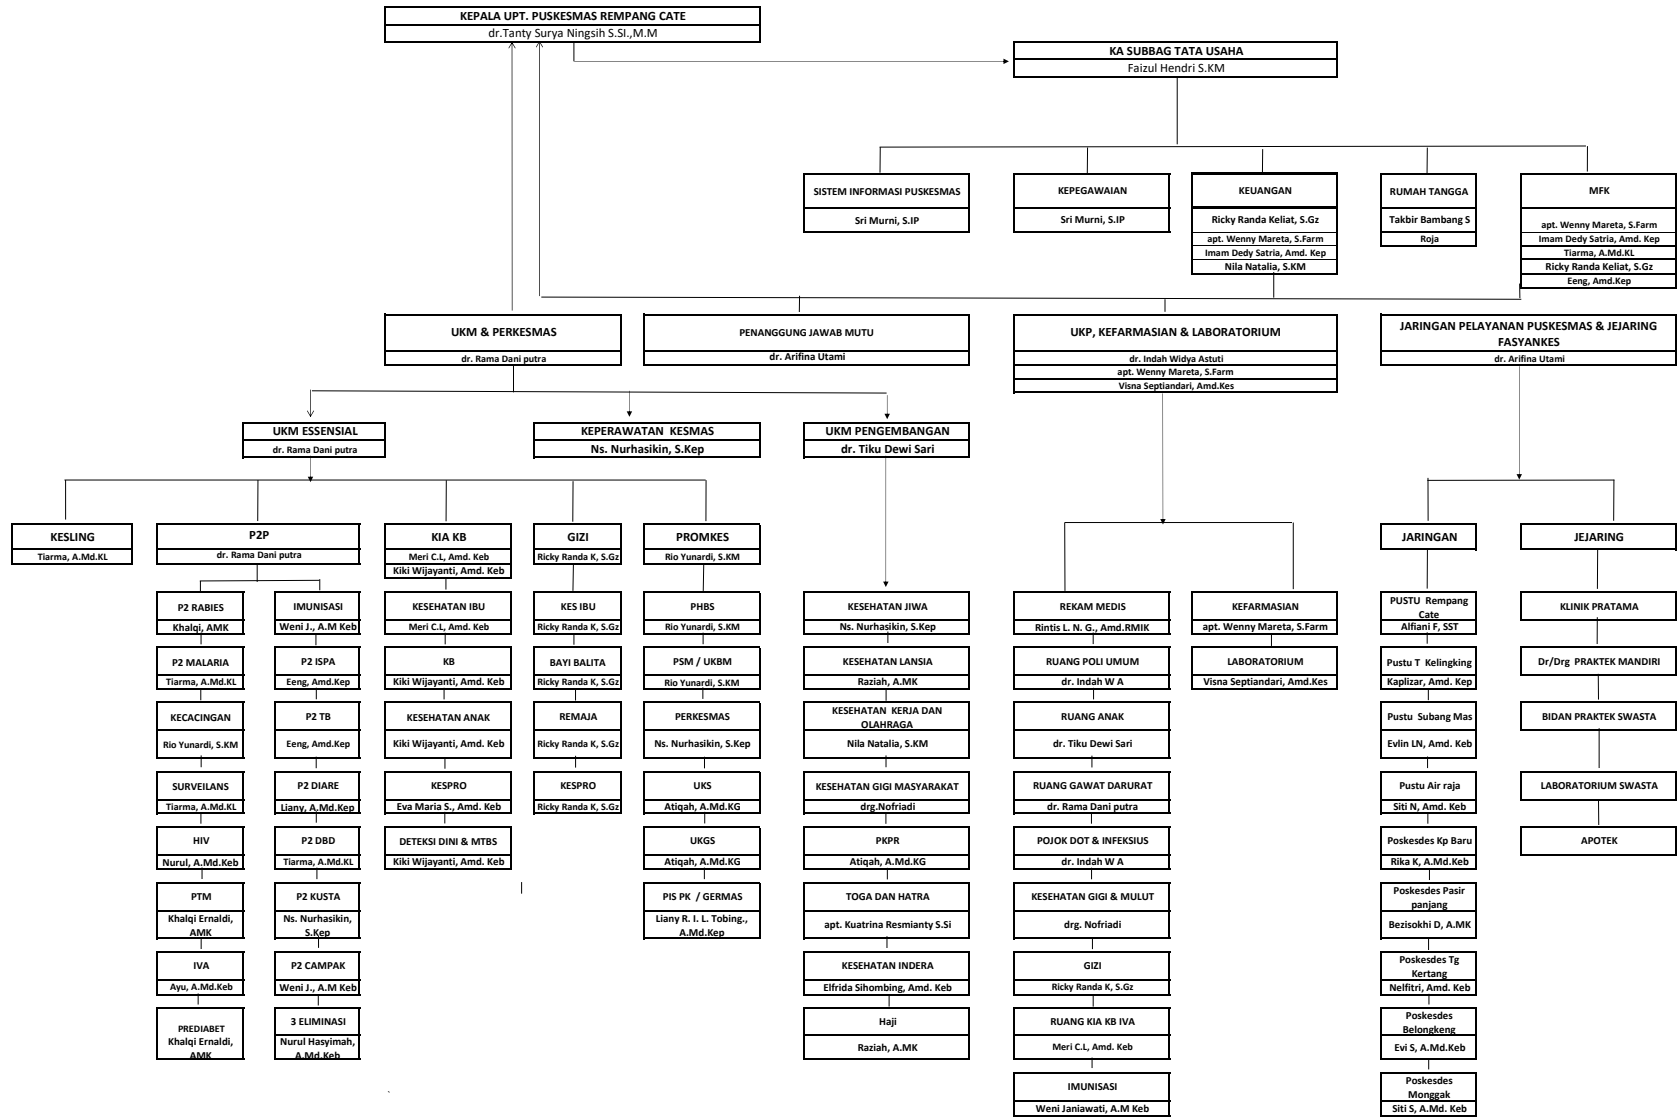 KEPALA UPT. PUSKESMAS REMPANG CATE
dr.Tanty Surya Ningsih S.SI.,M.M
KA SUBBAG TATA USAHA
Faizul Hendri S.KM
SISTEM INFORMASI PUSKESMAS
Sri Murni, S.IP
KEPEGAWAIAN
Sri Murni, S.IP
KEUANGAN
Ricky Randa Keliat, S.Gz
apt. Wenny Mareta, S.Farm
Imam Dedy Satria, Amd. Kep
Nila Natalia, S.KM
RUMAH TANGGA
Takbir Bambang S
Roja
MFK
apt. Wenny Mareta, S.Farm
Imam Dedy Satria, Amd. Kep
Tiarma, A.Md.KL
Ricky Randa Keliat, S.Gz
Eeng, Amd.Kep
UKM & PERKESMAS
dr. Rama Dani putra
PENANGGUNG JAWAB MUTU
dr. Arifina Utami
UKP, KEFARMASIAN & LABORATORIUM
dr. Indah Widya Astuti
apt. Wenny Mareta, S.Farm
Visna Septiandari, Amd.Kes
JARINGAN PELAYANAN PUSKESMAS & JEJARING
FASYANKES
dr. Arifina Utami
UKM ESSENSIAL
dr. Rama Dani putra
KEPERAWATAN KESMAS
Ns. Nurhasikin, S.Kep
UKM PENGEMBANGAN
dr. Tiku Dewi Sari
KESLING
Tiarma, A.Md.KL
P2P
dr. Rama Dani putra
P2 RABIES
Khalqi, AMK
P2 MALARIA
Tiarma, A.Md.KL
KECACINGAN
Rio Yunardi, S.KM
SURVEILANS
Tiarma, A.Md.KL
HIV
Nurul, A.Md.Keb
PTM
Khalqi Ernaldi,
AMK
IVA
Ayu, A.Md.Keb
PREDIABET
Khalqi Ernaldi,
AMK
IMUNISASI
Weni J., A.M Keb
P2 ISPA
Eeng, Amd.Kep
P2 TB
Eeng, Amd.Kep
P2 DIARE
Liany, A.Md.Kep
P2 DBD
Tiarma, A.Md.KL
P2 KUSTA
Ns. Nurhasikin,
S.Kep
P2 CAMPAK
Weni J., A.M Keb
3 ELIMINASI
Nurul Hasyimah,
A.Md.Keb
KIA KB
Meri C.L, Amd. Keb
Kiki Wijayanti, Amd. Keb
KESEHATAN IBU
Meri C.L, Amd. Keb
KB
Kiki Wijayanti, Amd. Keb
KESEHATAN ANAK
Kiki Wijayanti, Amd. Keb
KESPRO
Eva Maria S., Amd. Keb
DETEKSI DINI & MTBS
Kiki Wijayanti, Amd. Keb
GIZI
Ricky Randa K, S.Gz
KES IBU
Ricky Randa K, S.Gz
BAYI BALITA
Ricky Randa K, S.Gz
REMAJA
Ricky Randa K, S.Gz
KESPRO
Ricky Randa K, S.Gz
PROMKES
Rio Yunardi, S.KM
PHBS
Rio Yunardi, S.KM
PSM / UKBM
Rio Yunardi, S.KM
PERKESMAS
Ns. Nurhasikin, S.Kep
UKS
Atiqah, A.Md.KG
UKGS
Atiqah, A.Md.KG
PIS PK / GERMAS
Liany R. I. L. Tobing.,
A.Md.Kep
KESEHATAN JIWA
Ns. Nurhasikin, S.Kep
KESEHATAN LANSIA
Raziah, A.MK
KESEHATAN KERJA DAN
OLAHRAGA
Nila Natalia, S.KM
KESEHATAN GIGI MASYARAKAT
drg.Nofriadi
PKPR
Atiqah, A.Md.KG
TOGA DAN HATRA
apt. Kuatrina Resmianty S.Si
KESEHATAN INDERA
Elfrida Sihombing, Amd. Keb
Haji
Raziah, A.MK
REKAM MEDIS
Rintis L. N. G., Amd.RMIK
RUANG POLI UMUM
dr. Indah W A
RUANG ANAK
dr. Tiku Dewi Sari
RUANG GAWAT DARURAT
dr. Rama Dani putra
POJOK DOT & INFEKSIUS
dr. Indah W A
KESEHATAN GIGI & MULUT
drg. Nofriadi
GIZI
Ricky Randa K, S.Gz
RUANG KIA KB IVA
Meri C.L, Amd. Keb
IMUNISASI
Weni Janiawati, A.M Keb
KEFARMASIAN
apt. Wenny Mareta, S.Farm
LABORATORIUM
Visna Septiandari, Amd.Kes
JARINGAN
PUSTU Rempang
Cate
Alfiani F, SST
Pustu T Kelingking
Kaplizar, Amd. Kep
Pustu Subang Mas
Evlin LN, Amd. Keb
Pustu Air raja
Siti N, Amd. Keb
Poskesdes Kp Baru
Rika K, A.Md.Keb
Poskesdes Pasir
panjang
Bezisokhi D, A.MK
Poskesdes Tg
Kertang
Nelfitri, Amd. Keb
Poskesdes
Belongkeng
Evi S, A.Md.Keb
Poskesdes
Monggak
Siti S, A.Md. Keb
JEJARING
KLINIK PRATAMA
Dr/Drg PRAKTEK MANDIRI
BIDAN PRAKTEK SWASTA
LABORATORIUM SWASTA
APOTEK